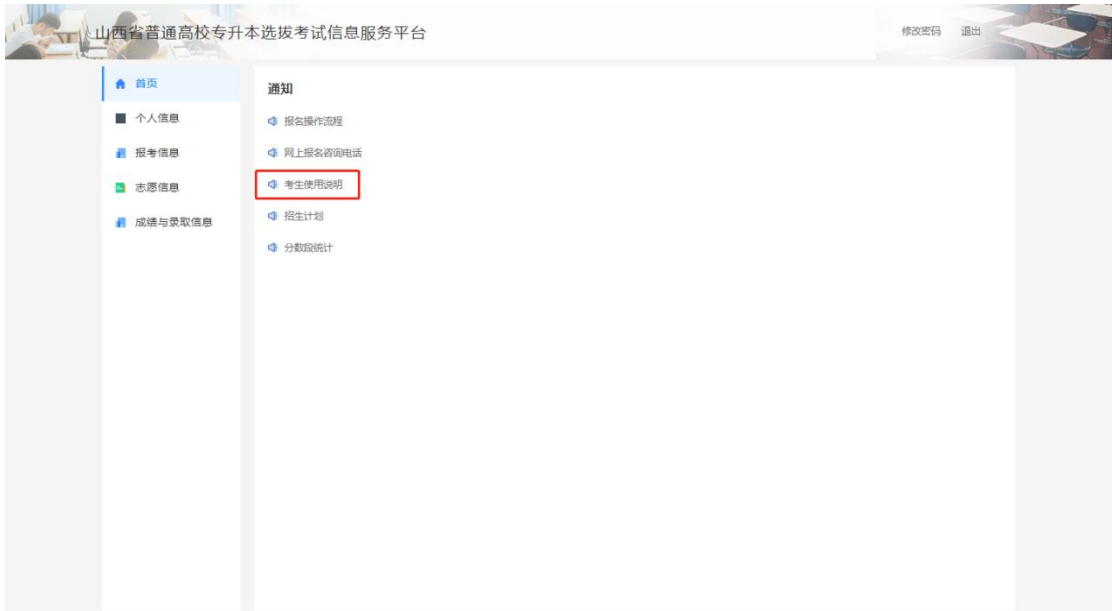 山西省普通高校专升本选拔考试信息服务平台
修改密码 退出
首页
个人信息
报考信息
志愿信息
成绩与录取信息
通知
报名操作流程
网上报名咨询电话
考生使用说明
招生计划
分数段统计